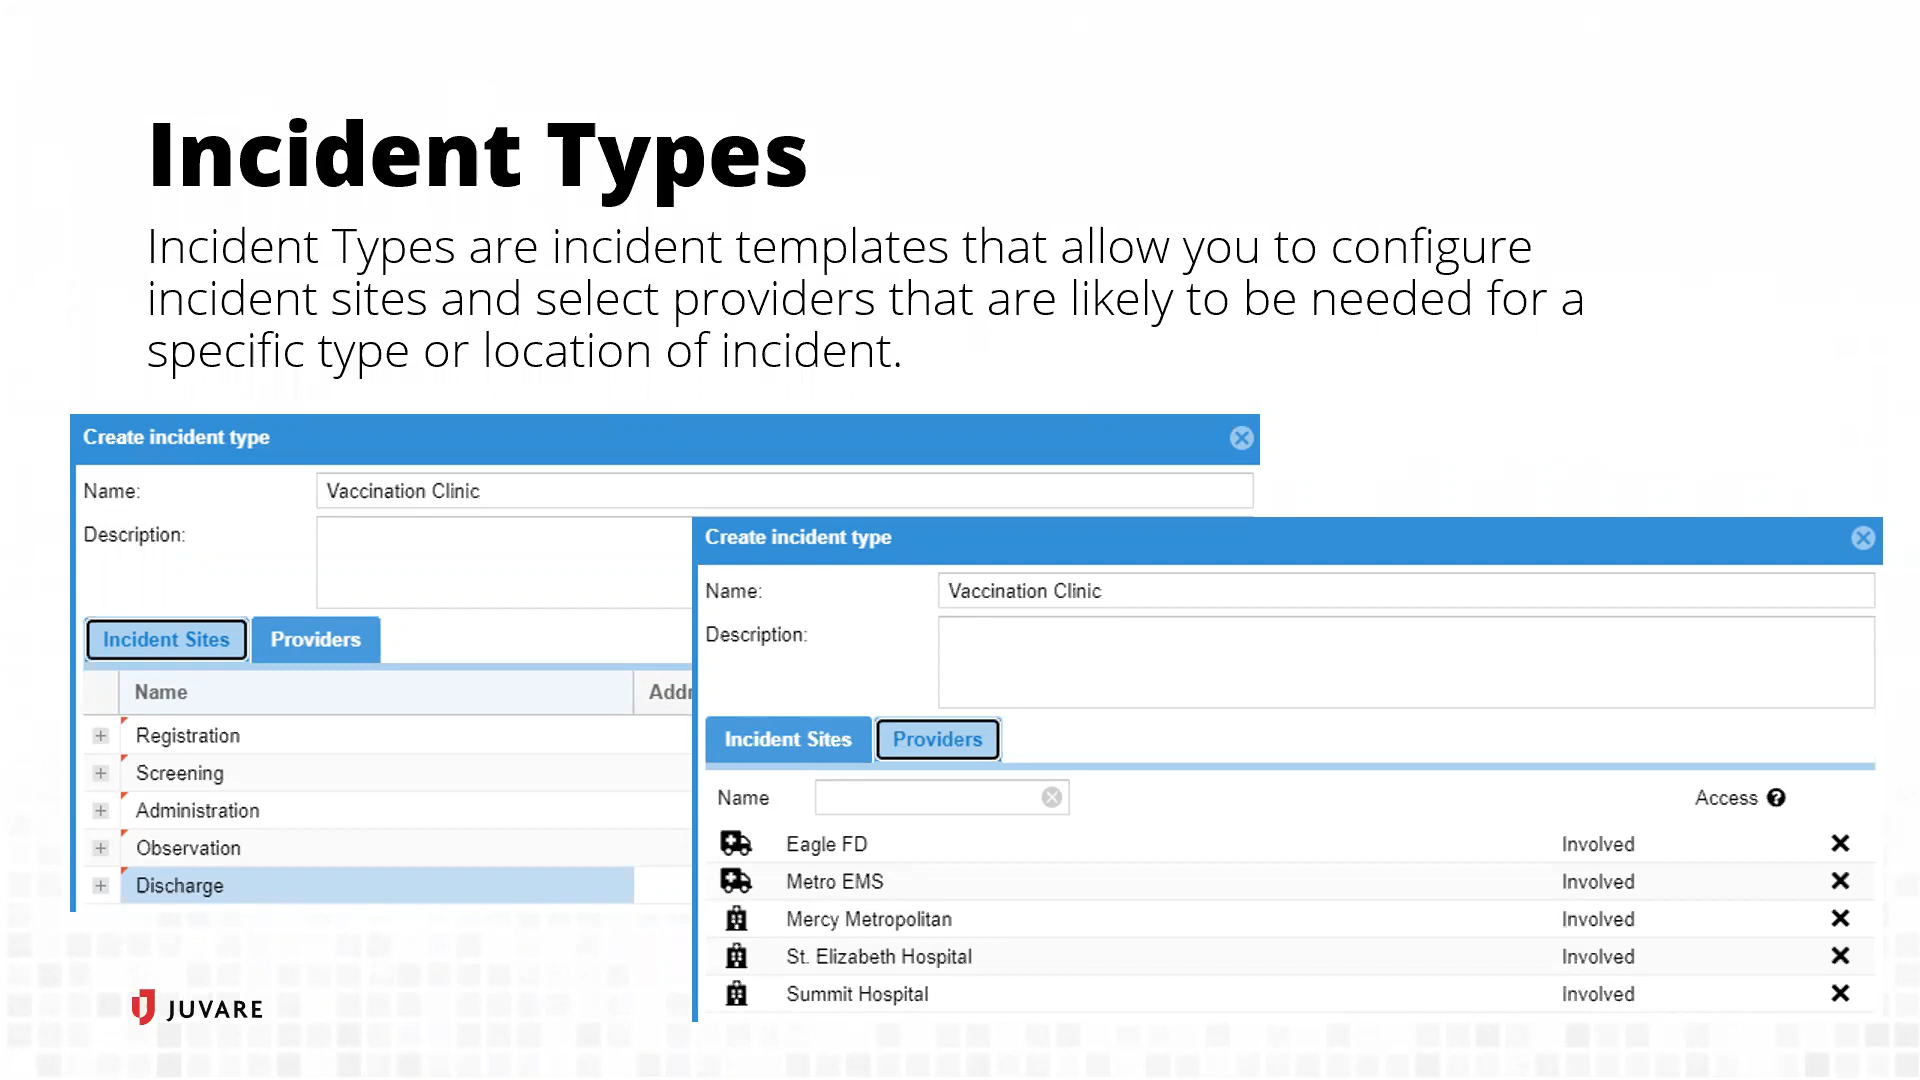 Incident Types
Incident Types are incident templates that allow you to configure
incident sites and select providers that are likely to be needed for a
specific type or location of incident.
Create incident type
Name:
Vaccination Clinic
Description:
Incident Sites
Providers
Name
Addr
Registration
Screening
Administration
Observation
Discharge
Create incident type
Name:
Vaccination Clinic
Description:
Incident Sites
Providers
Name
Access
Eagle FD Involved
Metro EMS Involved
Mercy Metropolitan Involved
St. Elizabeth Hospital Involved
Summit Hospital Involved
JUVARE